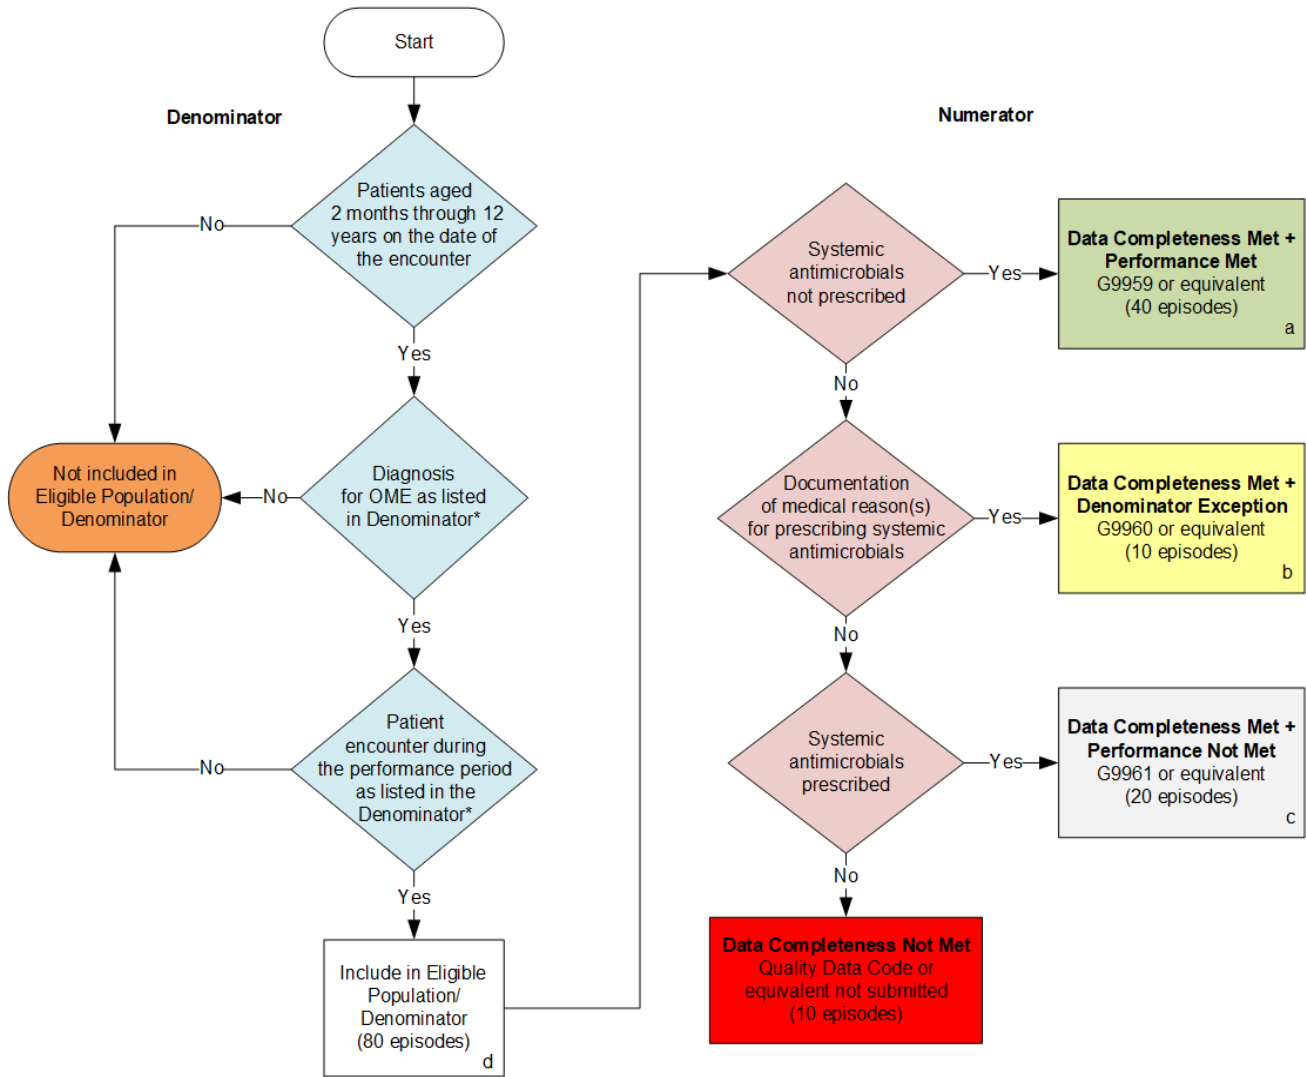 Start
Denominator
Patients aged
2 months through 12
years on the date of
the encounter
No
Yes
Not included in
Eligible Population/
Denominator
No
Diagnosis
for OME as listed
in Denominator*
Yes
Patient
encounter during
the performance period
as listed in the
Denominator*
No
Yes
Include in Eligible
Population/
Denominator
(80 episodes)
d
Numerator
Systemic
antimicrobials
not prescribed
Yes
Data Completeness Met +
Performance Met
G9959 or equivalent
(40 episodes)
a
No
Documentation
of medical reason(s)
for prescribing systemic
antimicrobials
Yes
Data Completeness Met +
Denominator Exception
G9960 or equivalent
(10 episodes)
b
No
Systemic
antimicrobials
prescribed
Yes
Data Completeness Met +
Performance Not Met
G9961 or equivalent
(20 episodes)
c
No
Data Completeness Not Met
Quality Data Code or
equivalent not submitted
(10 episodes)